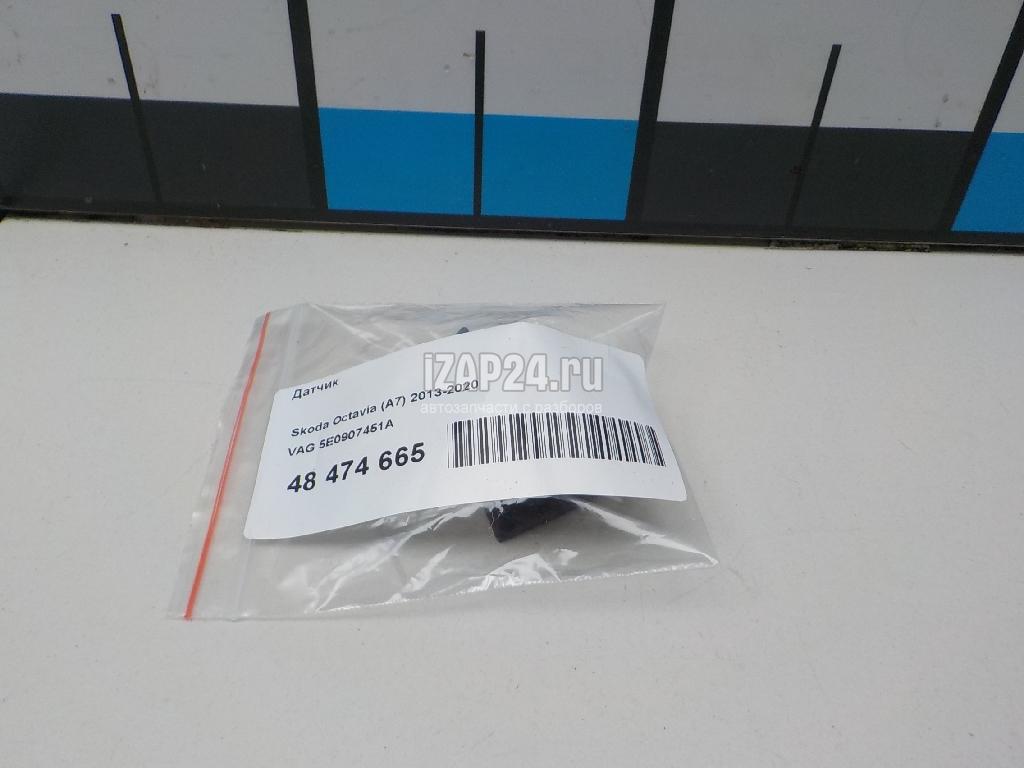 iZAP24.ru
автозапчасти с разборов
Датчик
Skoda Octavia (A7) 2013-2020
VAG 5E0907451A
48 474 665